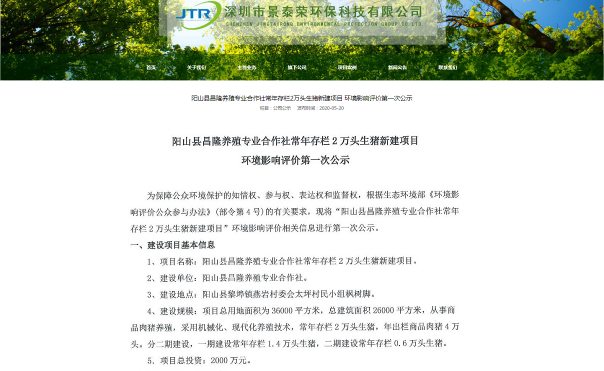 JTR
深圳市景泰荣环保科技有限公司
SHENZHEN JINGTAIRONG ENVIRONMENTAL PROTECTION GROUP CO.LTD
首页 关于我们 主营业务 旗下公司 项目案例 新闻公告 联系我们
阳山县昌隆养殖专业合作社常年存栏2万头生猪新建项目 环境影响评价第一次公示
发布时间：2020-05-20
阳山县昌隆养殖专业合作社常年存栏 2 万头生猪新建项目
环境影响评价第一次公示
为保障公众环境保护的知情权、参与权、表达权和监督权，根据生态环境部《环境影
响评价公众参与办法》(部令第 4 号)的有关要求，现将“阳山县昌隆养殖专业合作社常年
存栏 2 万头生猪新建项目”环境影响评价相关信息进行第一次公示。
一、建设项目基本信息
1、项目名称：阳山县昌隆养殖专业合作社常年存栏 2 万头生猪新建项目。
2、建设单位：阳山县昌隆养殖专业合作社。
3、建设地点：阳山县黎埠镇燕岩村委会太坪村民小组枫树脚。
4、建设规模：项目总用地面积为 36000 平方米，总建筑面积 26000 平方米，从事商
品肉猪养殖，采用机械化、现代化养殖技术，常年存栏 2 万头生猪，年出栏商品肉猪 4 万
头。分二期建设，一期建设常年存栏 1.4 万头生猪，二期建设常年存栏 0.6 万头生猪。
5、项目总投资：2000 万元。